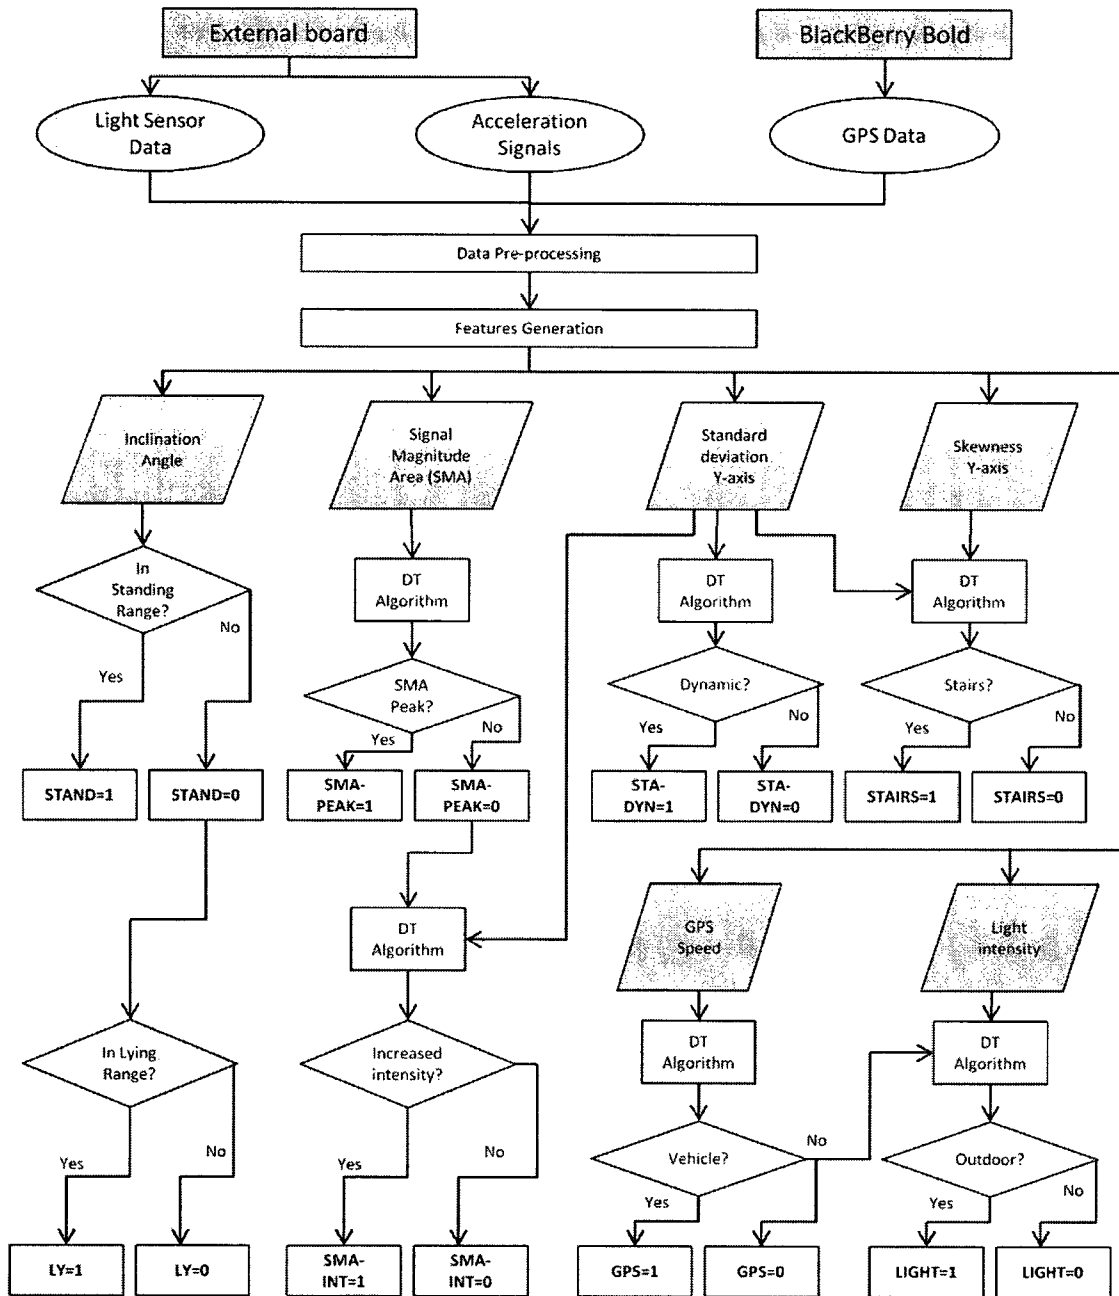 External board
BlackBerry Bold
Light Sensor
Data
Acceleration
Signals
GPS Data
Data Pre-processing
Features Generation
Inclination
Angle
Signal
Magnitude
Area (SMA)
Standard
deviation
Y-axis
Skewness
Y-axis
In
Standing
Range?
DT
Algorithm
DT
Algorithm
DT
Algorithm
No
Yes
SMA
Peak?
Dynamic?
Stairs?
Yes
No
Yes
No
Yes
No
STAND=1
STAND=0
SMA-
PEAK=1
SMA-
PEAK=0
STA-
DYN=1
STA-
DYN=0
STAIRS=1
STAIRS=0
DT
Algorithm
GPS
Speed
Light
intensity
In Lying
Range?
Increased
intensity?
DT
Algorithm
DT
Algorithm
Yes
No
Yes
No
Vehicle?
No
Outdoor?
Yes
Yes
No
LY=1
LY=0
SMA-
INT=1
SMA-
INT=0
GPS=1
GPS=0
LIGHT=1
LIGHT=0